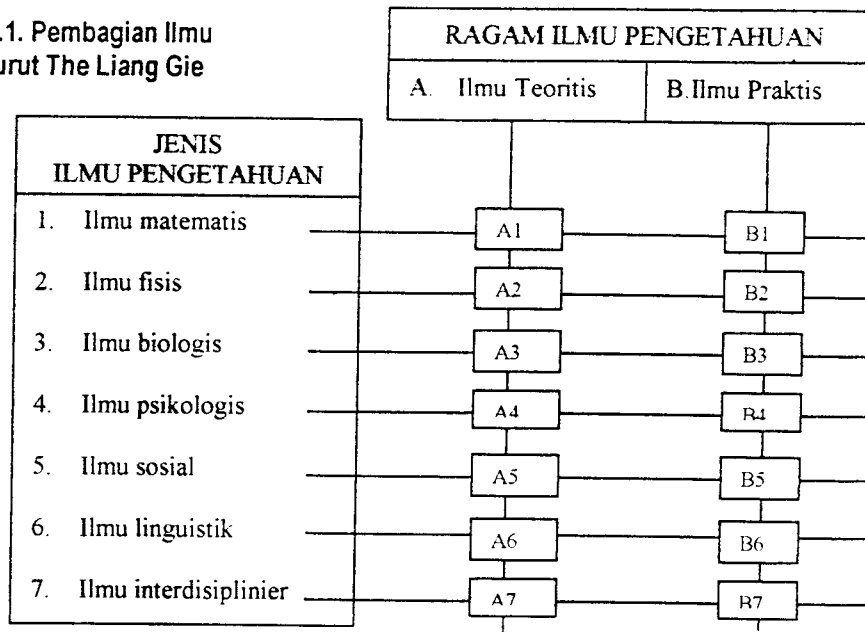 .1. Pembagian Ilmu
urut The Liang Gie
RAGAM ILMU PENGETAHUAN
A. Ilmu Teoritis
B.Ilmu Praktis
JENIS
ILMU PENGETAHUAN
1. Ilmu matematis
A1
B1
2. Ilmu fisis
A2
B2
3. Ilmu biologis
A3
B3
4. Ilmu psikologis
A4
B4
5. Ilmu sosial
A5
B5
6. Ilmu linguistik
A6
B6
7. Ilmu interdisiplinier
A7
B7